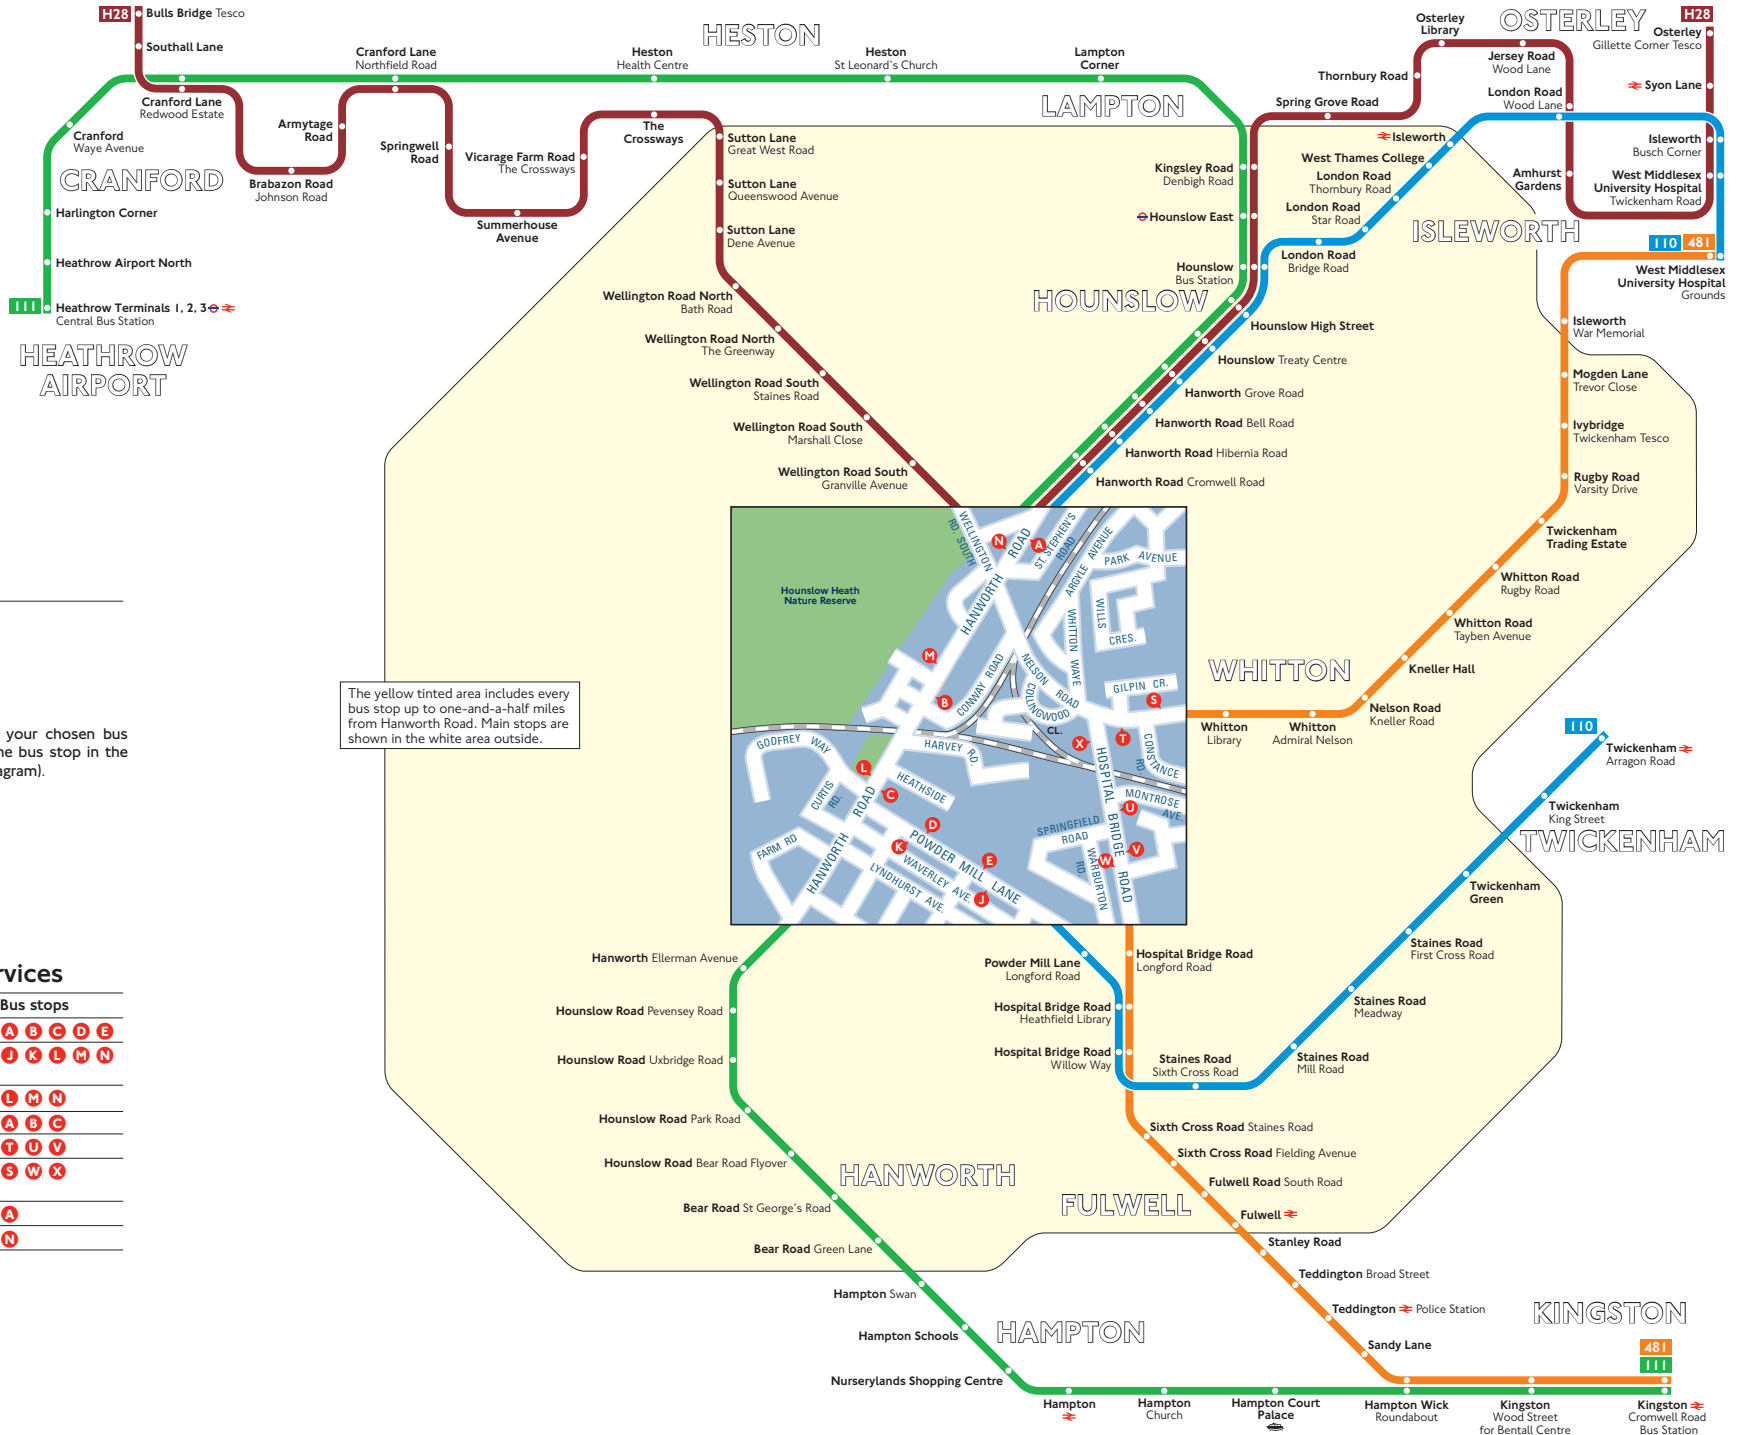 H28
Bulls Bridge Tesco
Southall Lane
HESTON
Cranford Lane
Northfield Road
Heston
Health Centre
Heston
St Leonard's Church
Lampton
Corner
Osterley
Library
OSTERLEY
H28
Osterley
Gillette Corner Tesco
Jersey Road
Wood Lane
Thornbury Road
Syon Lane
London Road
Wood Lane
Spring Grove Road
LAMPTON
Cranford Lane
Redwood Estate
Armytage
Road
Springwell
Road
Vicarage Farm Road
The Crossways
The
Crossways
Sutton Lane
Great West Road
Cranford
Waye Avenue
CRANFORD
Brabazon Road
Johnson Road
Summerhouse
Avenue
Sutton Lane
Queenswood Avenue
Sutton Lane
Dene Avenue
Kingsley Road
Denbigh Road
Hounslow East
Hounslow
Bus Station
HOUNSLOW
Isleworth
West Thames College
London Road
Thornbury Road
London Road
Star Road
London Road
Bridge Road
ISLEWORTH
Amhurst
Gardens
Isleworth
Busch Corner
West Middlesex
University Hospital
Twickenham Road
110
481
West Middlesex
University Hospital
Grounds
Harlington Corner
Heathrow Airport North
111
Heathrow Terminals 1, 2, 3
Central Bus Station
HEATHROW
AIRPORT
Wellington Road North
Bath Road
Wellington Road North
The Greenway
Wellington Road South
Staines Road
Wellington Road South
Marshall Close
Wellington Road South
Granville Avenue
Hounslow High Street
Hounslow Treaty Centre
Hanworth Grove Road
Hanworth Road Bell Road
Hanworth Road Hibernia Road
Hanworth Road Cromwell Road
Isleworth
War Memorial
Mogden Lane
Trevor Close
Ivybridge
Twickenham Tesco
Rugby Road
Varsity Drive
Twickenham
Trading Estate
Whitton Road
Rugby Road
Whitton Road
Tayben Avenue
Kneller Hall
Nelson Road
Kneller Road
WHITTON
Whitton
Library
Whitton
Admiral Nelson
Hounslow Heath
Nature Reserve
WELLINGTON
RD. SOUTH
HANWORTH ROAD
ST. STEPHEN'S
ROAD
ARGYLE AVENUE
PARK AVENUE
WILLS
CRES.
WHITTON WAYE
NELSON ROAD
CONWAY ROAD
COLLINGWOOD
CL.
GILPIN CR.
CONSTANCE
RD.
GODFREY WAY
HARVEY RD.
HEATHSIDE
CURTIS
RD.
HANWORTH ROAD
FARM RD
POWDER MILL LANE
WAVERLEY AVE.
LYNDHURST AVE.
HOSPITAL BRIDGE ROAD
MONTROSE
AVE.
SPRINGFIELD
ROAD
WARBURTON
RD.
N
A
M
B
S
X
T
L
C
D
K
E
J
U
V
W
The yellow tinted area includes every
bus stop up to one-and-a-half miles
from Hanworth Road. Main stops are
shown in the white area outside.
your chosen bus
bus stop in the
Bus stops
A B C D E
J K L M N
L M N
A B C
T U V
S W X
A
N
110
Twickenham
Arragon Road
Twickenham
King Street
TWICKENHAM
Twickenham
Green
Staines Road
First Cross Road
Staines Road
Meadway
Staines Road
Mill Road
Staines Road
Sixth Cross Road
Powder Mill Lane
Longford Road
Hospital Bridge Road
Longford Road
Hospital Bridge Road
Heathfield Library
Hospital Bridge Road
Willow Way
Hanworth Ellerman Avenue
Hounslow Road Pevensey Road
Hounslow Road Uxbridge Road
Hounslow Road Park Road
Hounslow Road Bear Road Flyover
Bear Road St George's Road
Bear Road Green Lane
HANWORTH
FULWELL
Sixth Cross Road Staines Road
Sixth Cross Road Fielding Avenue
Fulwell Road South Road
Fulwell
Stanley Road
Teddington Broad Street
Teddington Police Station
Sandy Lane
Hampton Swan
Hampton Schools
Nurserylands Shopping Centre
HAMPTON
KINGSTON
481
111
Hampton
Hampton
Church
Hampton Court
Palace
Hampton Wick
Roundabout
Kingston
Wood Street
for Bentall Centre
Kingston
Cromwell Road
Bus Station